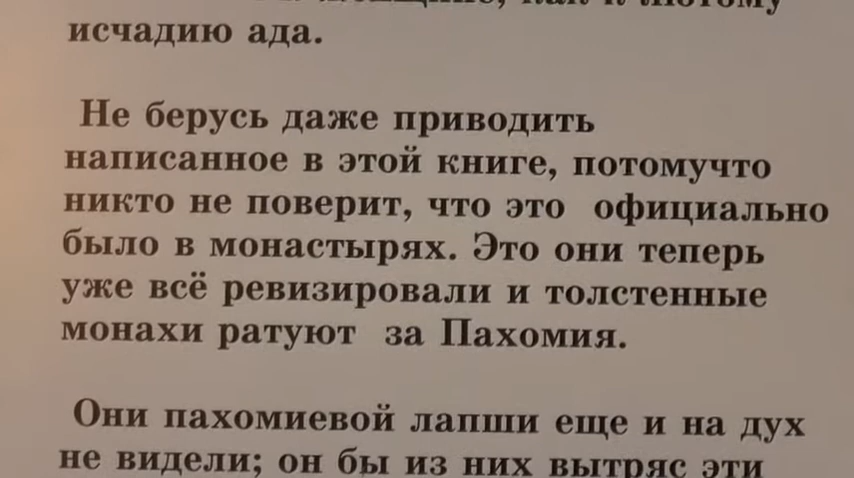 исчадию ада.
Не берусь даже приводить
написанное в этой книге, потомучто
никто не поверит, что это официально
было в монастырях. Это они теперь
уже всё ревизировали и толстенные
монахи ратуют за Пахомия.
Они пахомиевой лапши еще и на дух
не видели; он бы из них вытряс эти